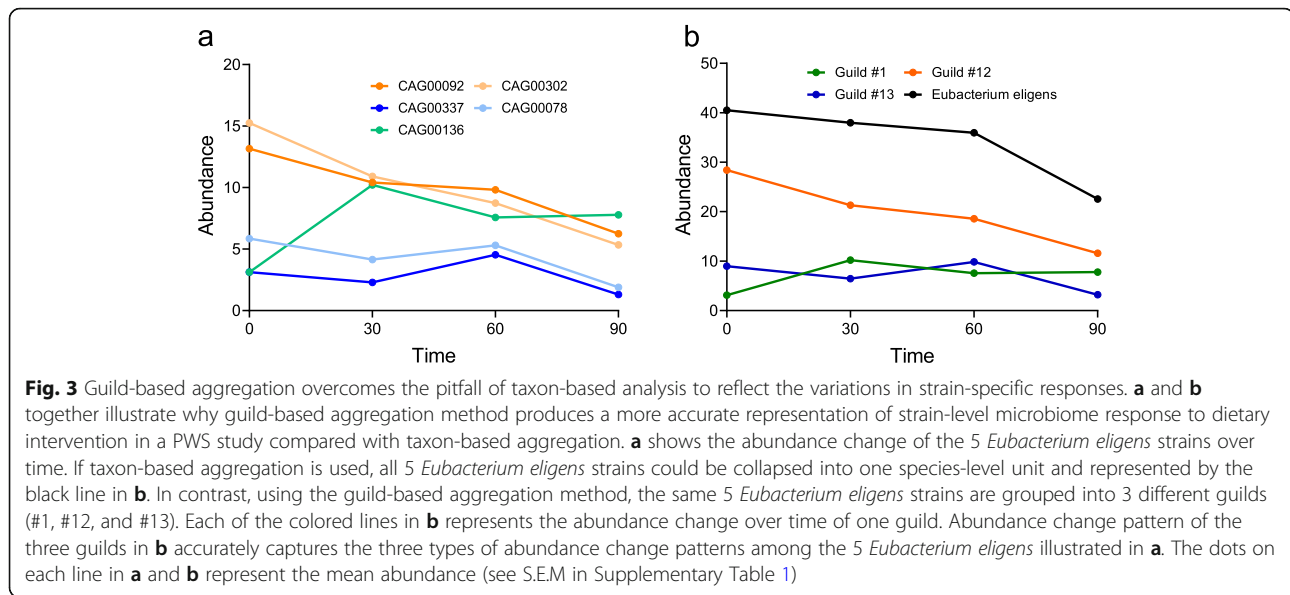 a
20
15
10
5
0
Abundance
CAG00092 CAG00302
CAG00337 CAG00078
CAG00136
0 30 60 90
Time
b
50
40
30
20
10
0
Abundance
Guild #1 Guild #12
Guild #13 Eubacterium eligens
0 30 60 90
Time
Fig. 3 Guild-based aggregation overcomes the pitfall of taxon-based analysis to reflect the variations in strain-specific responses. a and b
together illustrate why guild-based aggregation method produces a more accurate representation of strain-level microbiome response to dietary
intervention in a PWS study compared with taxon-based aggregation. a shows the abundance change of the 5 Eubacterium eligens strains over
time. If taxon-based aggregation is used, all 5 Eubacterium eligens strains could be collapsed into one species-level unit and represented by the
black line in b. In contrast, using the guild-based aggregation method, the same 5 Eubacterium eligens strains are grouped into 3 different guilds
(#1, #12, and #13). Each of the colored lines in b represents the abundance change over time of one guild. Abundance change pattern of the
three guilds in b accurately captures the three types of abundance change patterns among the 5 Eubacterium eligens illustrated in a. The dots on
each line in a and b represent the mean abundance (see S.E.M in Supplementary Table 1)